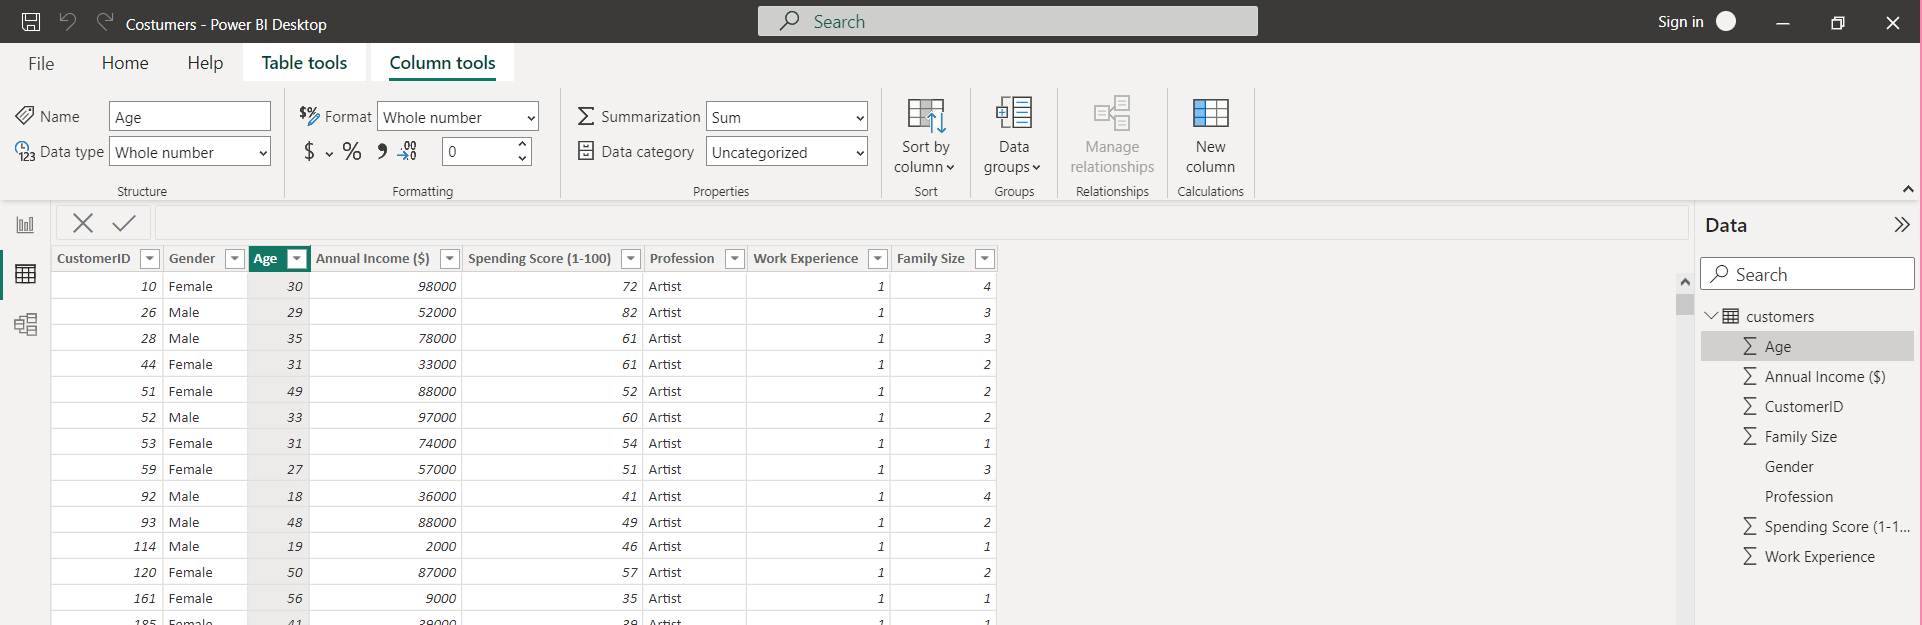 Costumers - Power BI Desktop
Search
Sign in
File
Home
Help
Table tools
Column tools
Name
Age
Data type
Whole number
Structure
Format
Whole number
$
%
0
Formatting
Summarization
Sum
Data category
Uncategorized
Properties
Sort by
column
Sort
Data
groups
Groups
Manage
relationships
Relationships
New
column
Calculations
CustomerID Gender Age Annual Income ($) Spending Score (1-100) Profession Work Experience Family Size
10 Female 30 98000 72 Artist 1 4
26 Male 29 52000 82 Artist 1 3
28 Male 35 78000 61 Artist 1 3
44 Female 31 33000 61 Artist 1 2
51 Female 49 88000 52 Artist 1 2
52 Male 33 97000 60 Artist 1 2
53 Female 31 74000 54 Artist 1 1
59 Female 27 57000 51 Artist 1 3
92 Male 18 36000 41 Artist 1 4
93 Male 48 88000 49 Artist 1 2
114 Male 19 2000 46 Artist 1 1
120 Female 50 87000 57 Artist 1 2
161 Female 56 9000 35 Artist 1 1
185 Female 41 39000 39 Artist 1 1
Data
Search
customers
Age
Annual Income ($)
CustomerID
Family Size
Gender
Profession
Spending Score (1-1...
Work Experience